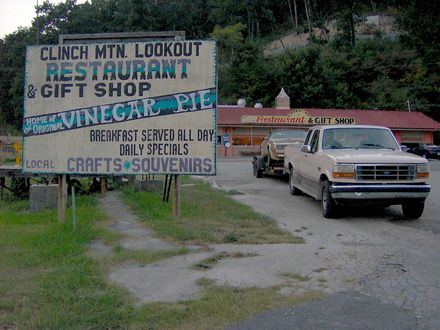 CLINCH MTN. LOOKOUT
RESTAURANT
& GIFT SHOP
HOME of
ORIGINAL VINEGAR PIE
BREAKFAST SERVED ALL DAY
DAILY SPECIALS
LOCAL CRAFTS * SOUVENIRS
Restaurant & GIFT SHOP